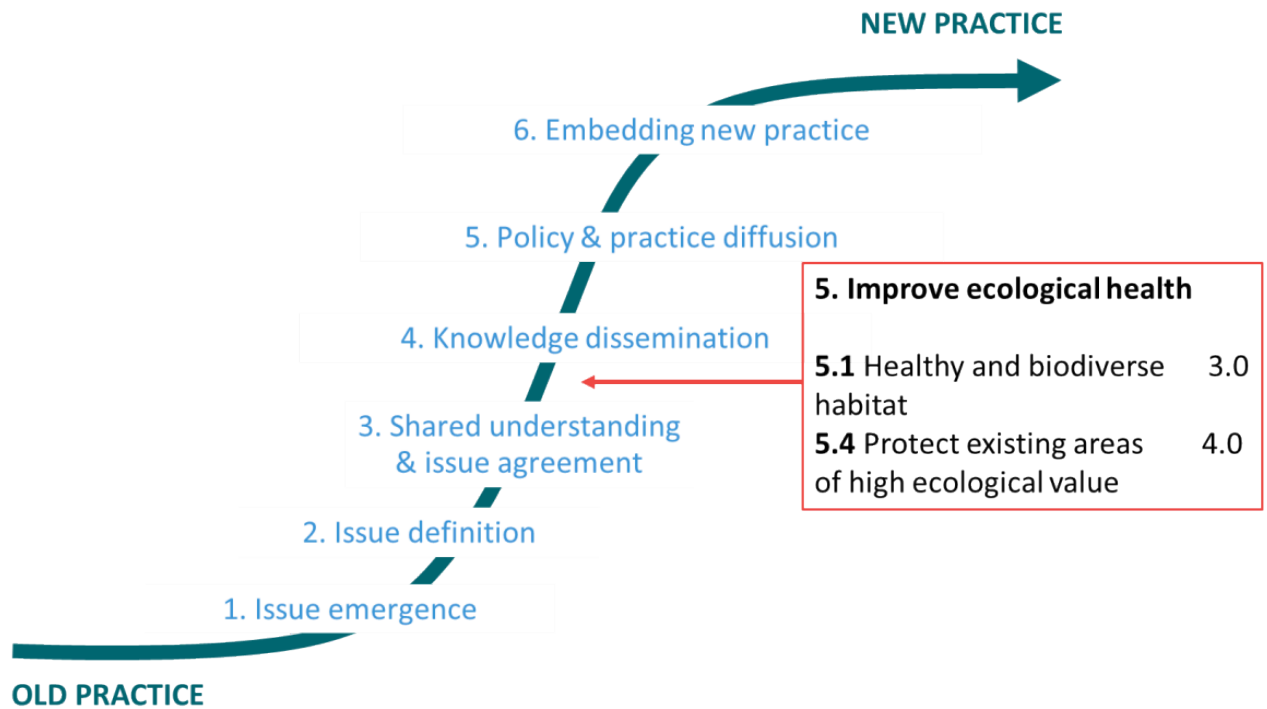 NEW PRACTICE
6. Embedding new practice
5. Policy & practice diffusion
4. Knowledge dissemination
3. Shared understanding
& issue agreement
2. Issue definition
1. Issue emergence
OLD PRACTICE
5. Improve ecological health
5.1 Healthy and biodiverse 3.0
habitat
5.4 Protect existing areas 4.0
of high ecological value